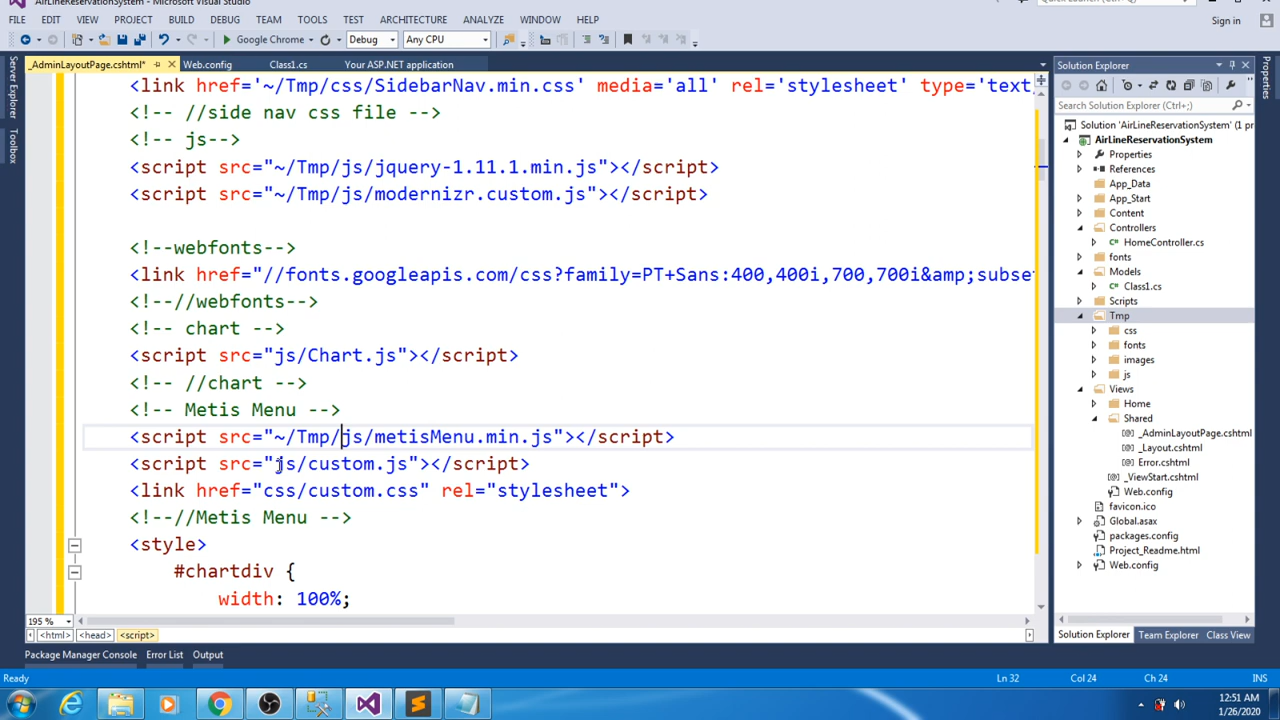 AirLineReservationSystem - Microsoft Visual Studio
Quick Launch (Ctrl+Q)
FILE EDIT VIEW PROJECT BUILD DEBUG TEAM TOOLS TEST ARCHITECTURE ANALYZE WINDOW HELP Sign in
Google Chrome Debug Any CPU
_AdminLayoutPage.cshtml* Web.config Class1.cs Your ASP.NET application
Server Explorer
Toolbox
<link href='~/Tmp/css/SidebarNav.min.css' media='all' rel='stylesheet' type='text
<!-- //side nav css file -->
<!-- js-->
<script src="~/Tmp/js/jquery-1.11.1.min.js"></script>
<script src="~/Tmp/js/modernizr.custom.js"></script>
<!--webfonts-->
<link href="//fonts.googleapis.com/css?family=PT+Sans:400,400i,700,700i&amp;subset
<!--//webfonts-->
<!-- chart -->
<script src="js/Chart.js"></script>
<!-- //chart -->
<!-- Metis Menu -->
<script src="~/Tmp/js/metisMenu.min.js"></script>
<script src="js/custom.js"></script>
<link href="css/custom.css" rel="stylesheet">
<!--//Metis Menu -->
<style>
#chartdiv {
width: 100%;
195 %
<html> <head> <script>
Package Manager Console Error List Output
Solution Explorer
Search Solution Explorer (Ctrl+;)
Solution 'AirLineReservationSystem' (1 pr
AirLineReservationSystem
Properties
References
App_Data
App_Start
Content
Controllers
HomeController.cs
fonts
Models
Class1.cs
Scripts
Tmp
css
fonts
images
js
Views
Home
Shared
_AdminLayoutPage.cshtml
_Layout.cshtml
Error.cshtml
_ViewStart.cshtml
Web.config
favicon.ico
Global.asax
packages.config
Project_Readme.html
Web.config
Solution Explorer Team Explorer Class View
Properties
Ready Ln 32 Col 24 Ch 24 INS
12:51 AM
1/26/2020